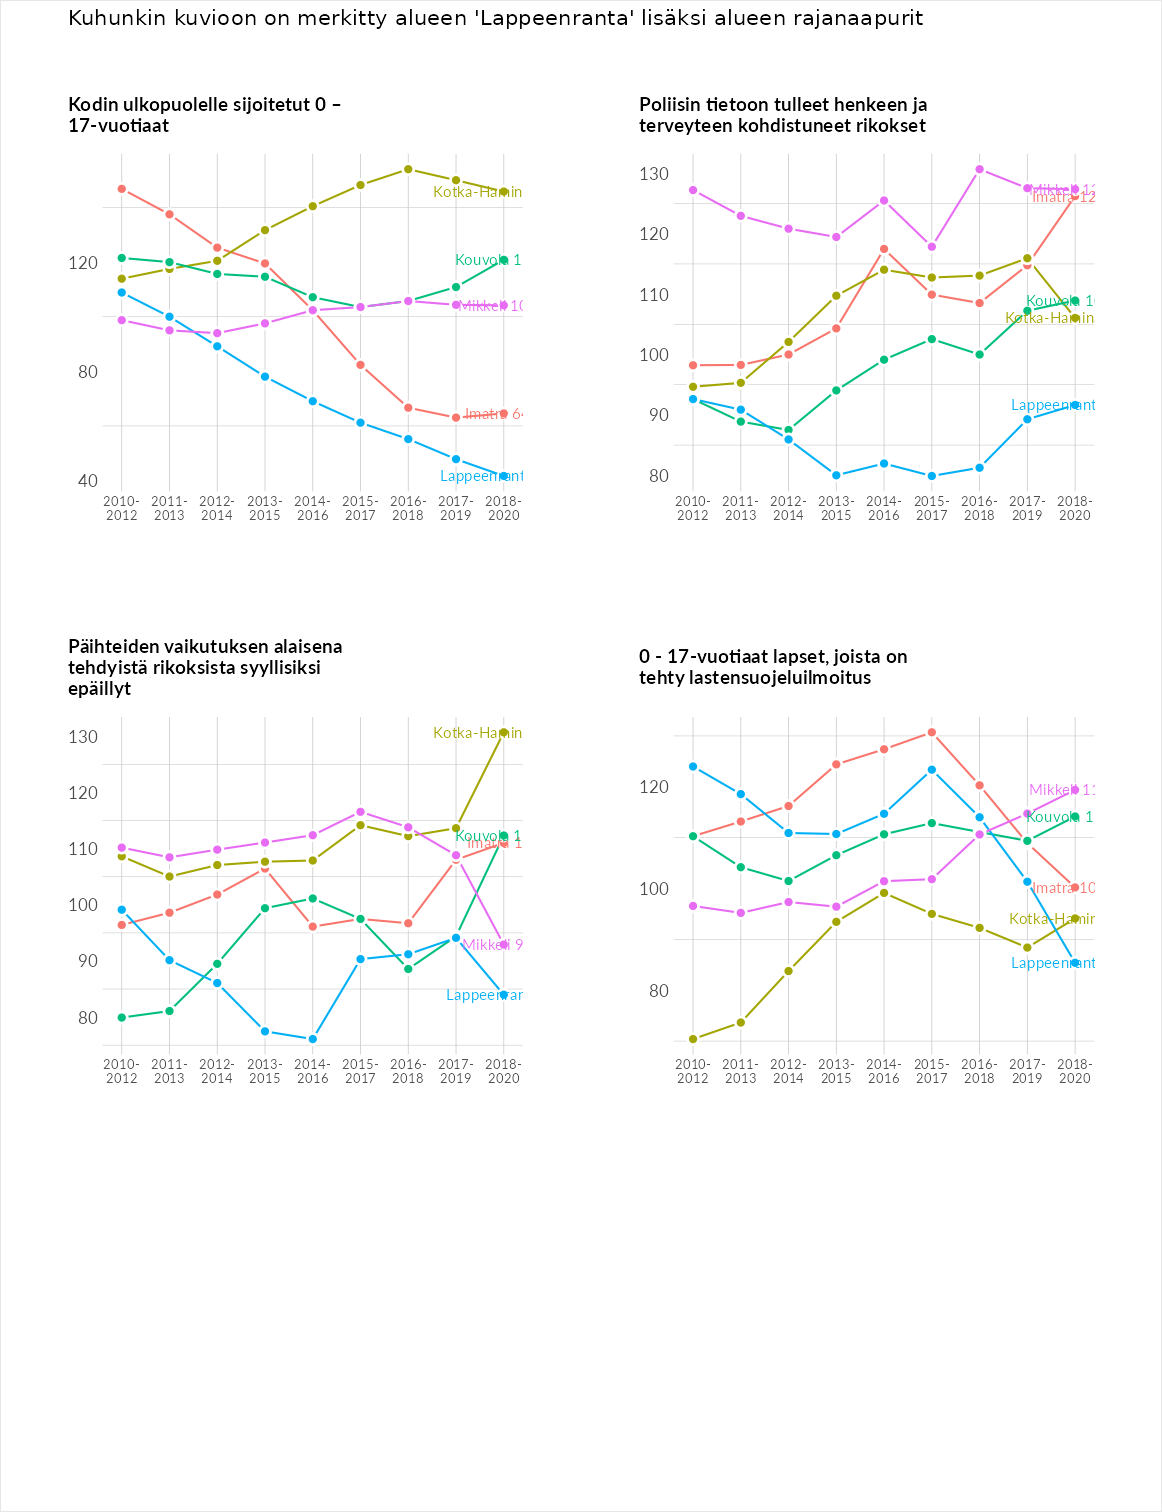 Kuhunkin kuvioon on merkitty alueen 'Lappeenranta' lisäksi alueen rajanaapurit
Kodin ulkopuolelle sijoitetut 0 –
17-vuotiaat
120
80
40
Kotka-Hamin
Kouvola 1
Mikkeli 10
Imatra 64
Lappeenrant
2010- 2011- 2012- 2013- 2014- 2015- 2016- 2017- 2018-
2012 2013 2014 2015 2016 2017 2018 2019 2020
Poliisin tietoon tulleet henkeen ja
terveyteen kohdistuneet rikokset
130
120
110
100
90
80
Mikkeli 12
Imatra 12
Kouvola 10
Kotka-Hamin
Lappeenrant
2010- 2011- 2012- 2013- 2014- 2015- 2016- 2017- 2018-
2012 2013 2014 2015 2016 2017 2018 2019 2020
Päihteiden vaikutuksen alaisena
tehdyistä rikoksista syyllisiksi
epäillyt
130
120
110
100
90
80
Kotka-Hamin
Kouvola 1
Imatra 1
Mikkeli 9
Lappeenran
2010- 2011- 2012- 2013- 2014- 2015- 2016- 2017- 2018-
2012 2013 2014 2015 2016 2017 2018 2019 2020
0 - 17-vuotiaat lapset, joista on
tehty lastensuojeluilmoitus
120
100
80
Mikkeli 11
Kouvola 1
Imatra 10
Kotka-Hamin
Lappeenrant
2010- 2011- 2012- 2013- 2014- 2015- 2016- 2017- 2018-
2012 2013 2014 2015 2016 2017 2018 2019 2020